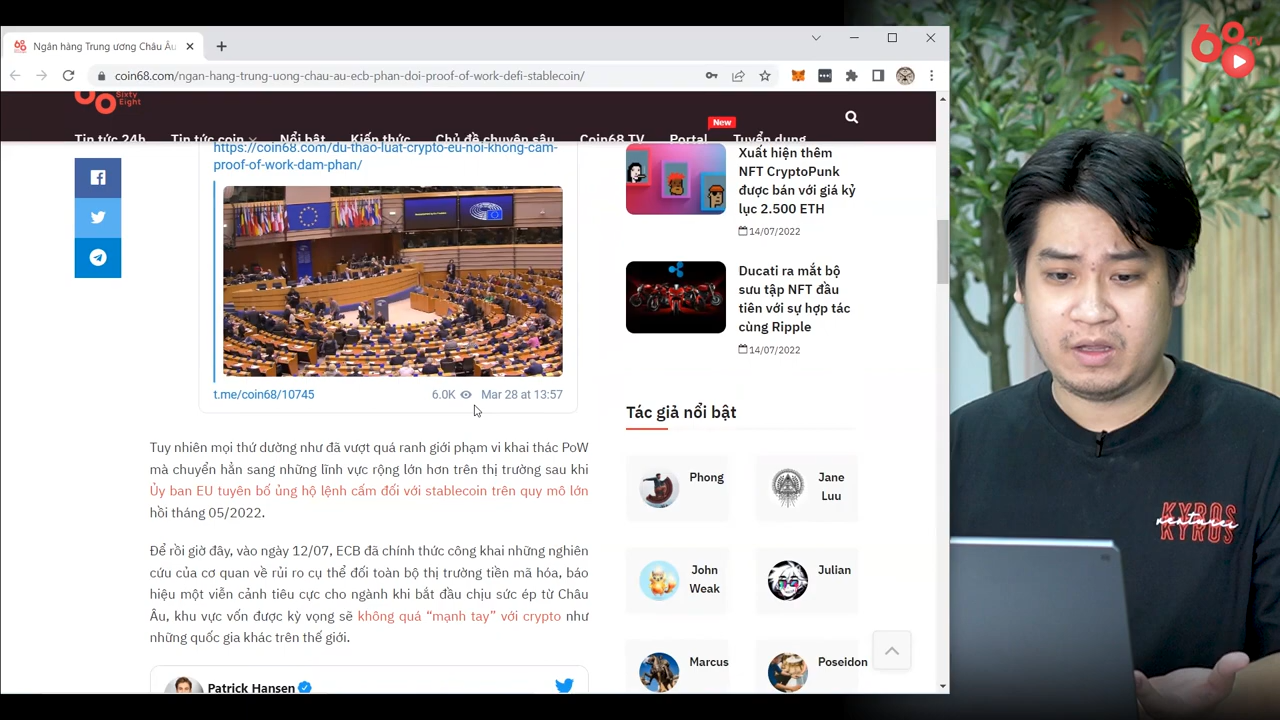 Ngân hàng Trung ương Châu Âu
coin68.com/ngan-hang-trung-uong-chau-au-ecb-phan-doi-proof-of-work-defi-stablecoin/
Sixty
Eight
Tin tức 24h Tin tức coin Nổi bật Kiến thức Chủ đề chuyên sâu Coin68 TV Portal New Tuyển dụng
https://coin68.com/du-thao-luat-crypto-eu-noi-khong-cam-
proof-of-work-dam-phan/
t.me/coin68/10745 6.0K Mar 28 at 13:57
Tuy nhiên mọi thứ dường như đã vượt quá ranh giới phạm vi khai thác PoW
mà chuyển hẳn sang những lĩnh vực rộng lớn hơn trên thị trường sau khi
Ủy ban EU tuyên bố ủng hộ lệnh cấm đối với stablecoin trên quy mô lớn
hồi tháng 05/2022.
Để rồi giờ đây, vào ngày 12/07, ECB đã chính thức công khai những nghiên
cứu của cơ quan về rủi ro cụ thể đối toàn bộ thị trường tiền mã hóa, báo
hiệu một viễn cảnh tiêu cực cho ngành khi bắt đầu chịu sức ép từ Châu
Âu, khu vực vốn được kỳ vọng sẽ không quá “mạnh tay” với crypto như
những quốc gia khác trên thế giới.
Patrick Hansen
Xuất hiện thêm
NFT CryptoPunk
được bán với giá kỷ
lục 2.500 ETH
14/07/2022
Ducati ra mắt bộ
sưu tập NFT đầu
tiên với sự hợp tác
cùng Ripple
14/07/2022
Tác giả nổi bật
Phong
Jane
Luu
John
Weak
Julian
Marcus
Poseidon
68
TV
KYROS
KYROS
ventures